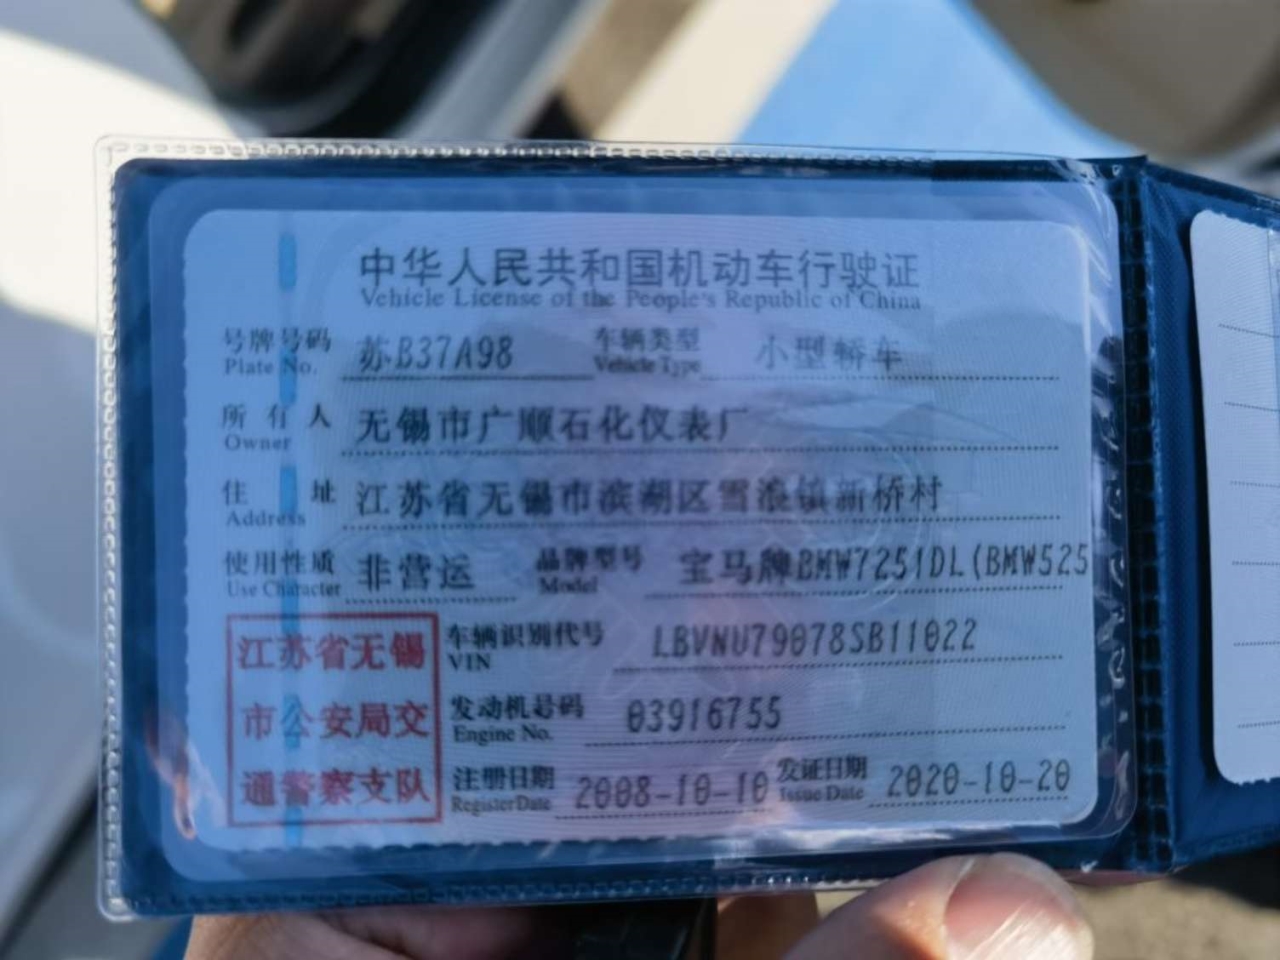 中华人民共和国机动车行驶证
Vehicle License of the People's Republic of China
号牌号码 苏B37A98 车辆类型 小型轿车
Plate No. Vehicle Type
所有人 无锡市广顺石化仪表厂
Owner
住址 江苏省无锡市滨湖区雪浪镇新桥村
Address
使用性质 非营运 品牌型号 宝马牌BMW7251DL(BMW525
Use Character Model
江苏省无锡
市公安局交
通警察支队
车辆识别代号 LBVNU79078SB11022
VIN
发动机号码 03916755
Engine No.
注册日期 2008-10-10 发证日期 2020-10-20
Register Date Issue Date